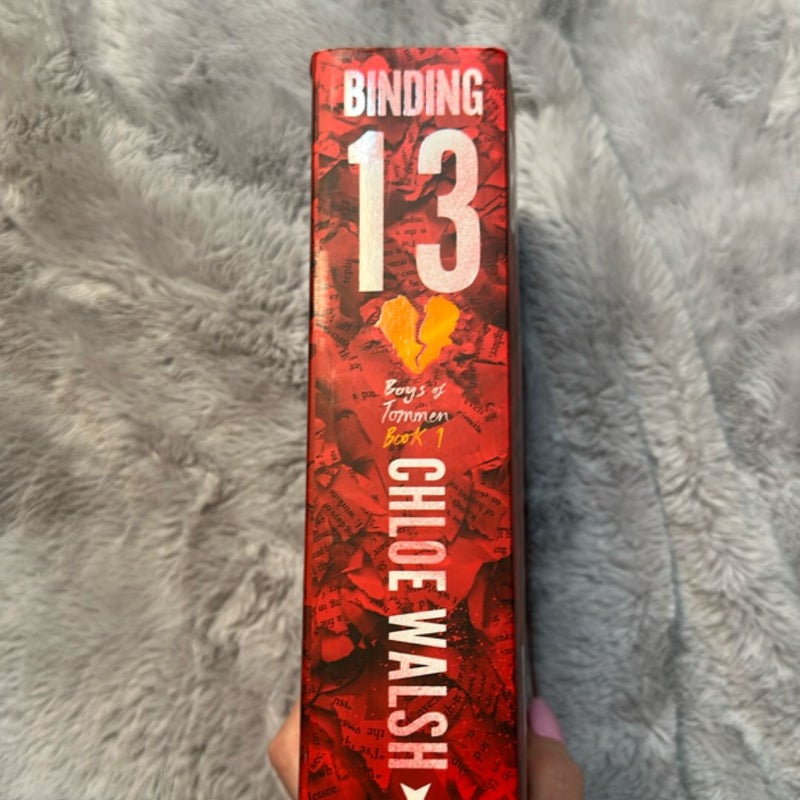 BINDING
13
Boys of
Tommen
Book 1
CHLOE WALSH